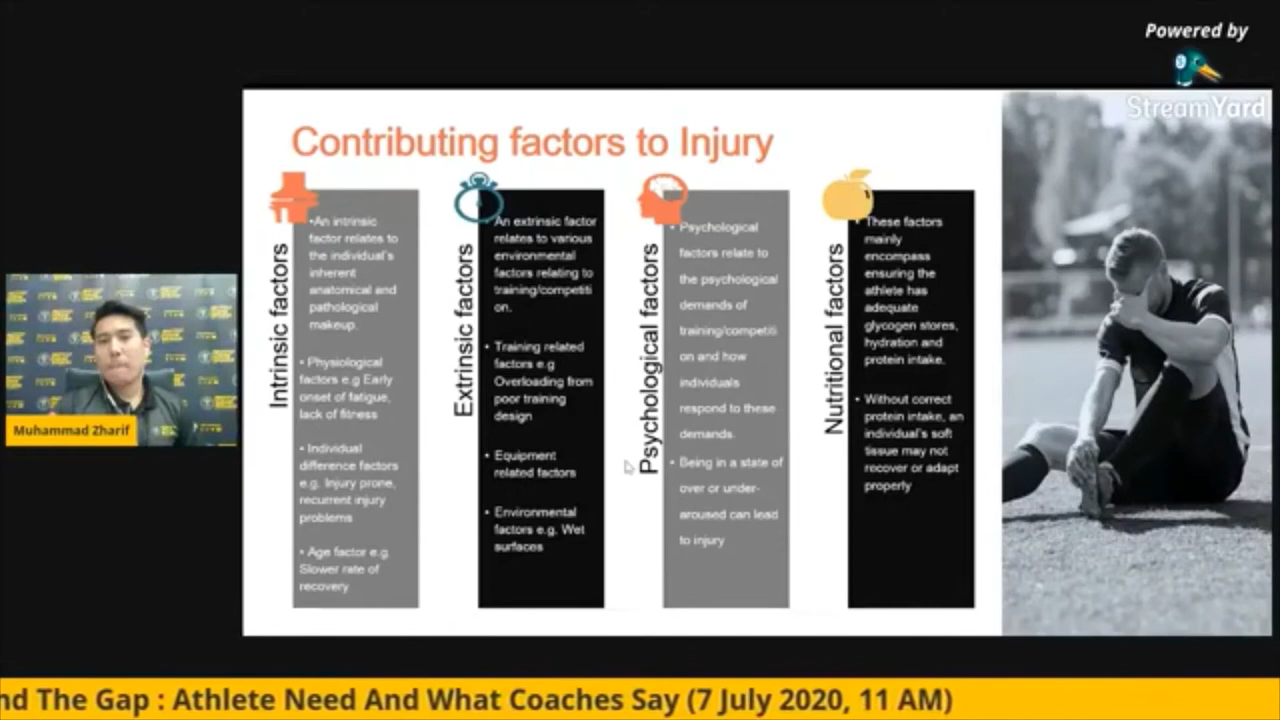 Powered by
StreamYard
Contributing factors to Injury
Intrinsic factors
•An intrinsic
factor relates to
the individual's
inherent
anatomical and
pathological
makeup.
• Physiological
factors e.g Early
onset of fatigue,
lack of fitness
• Individual
difference factors
e.g. Injury prone,
recurrent injury
problems
• Age factor e.g.
Slower rate of
recovery
Extrinsic factors
An extrinsic factor
relates to various
environmental
factors relating to
training/competiti
on.
• Training related
factors e.g
Overloading from
poor training
design
• Equipment
related factors
• Environmental
factors e.g. Wet
surfaces
Psychological factors
• Psychological
factors relate to
the psychological
demands of
training/competiti
on and how
individuals
respond to these
demands.
• Being in a state of
over or under-
aroused can lead
to injury
Nutritional factors
• These factors
mainly
encompass
ensuring the
athlete has
adequate
glycogen stores,
hydration and
protein intake.
• Without correct
protein intake, an
individual's soft
tissue may not
recover or adapt
properly
Muhammad Zharif
nd The Gap : Athlete Need And What Coaches Say (7 July 2020, 11 AM)